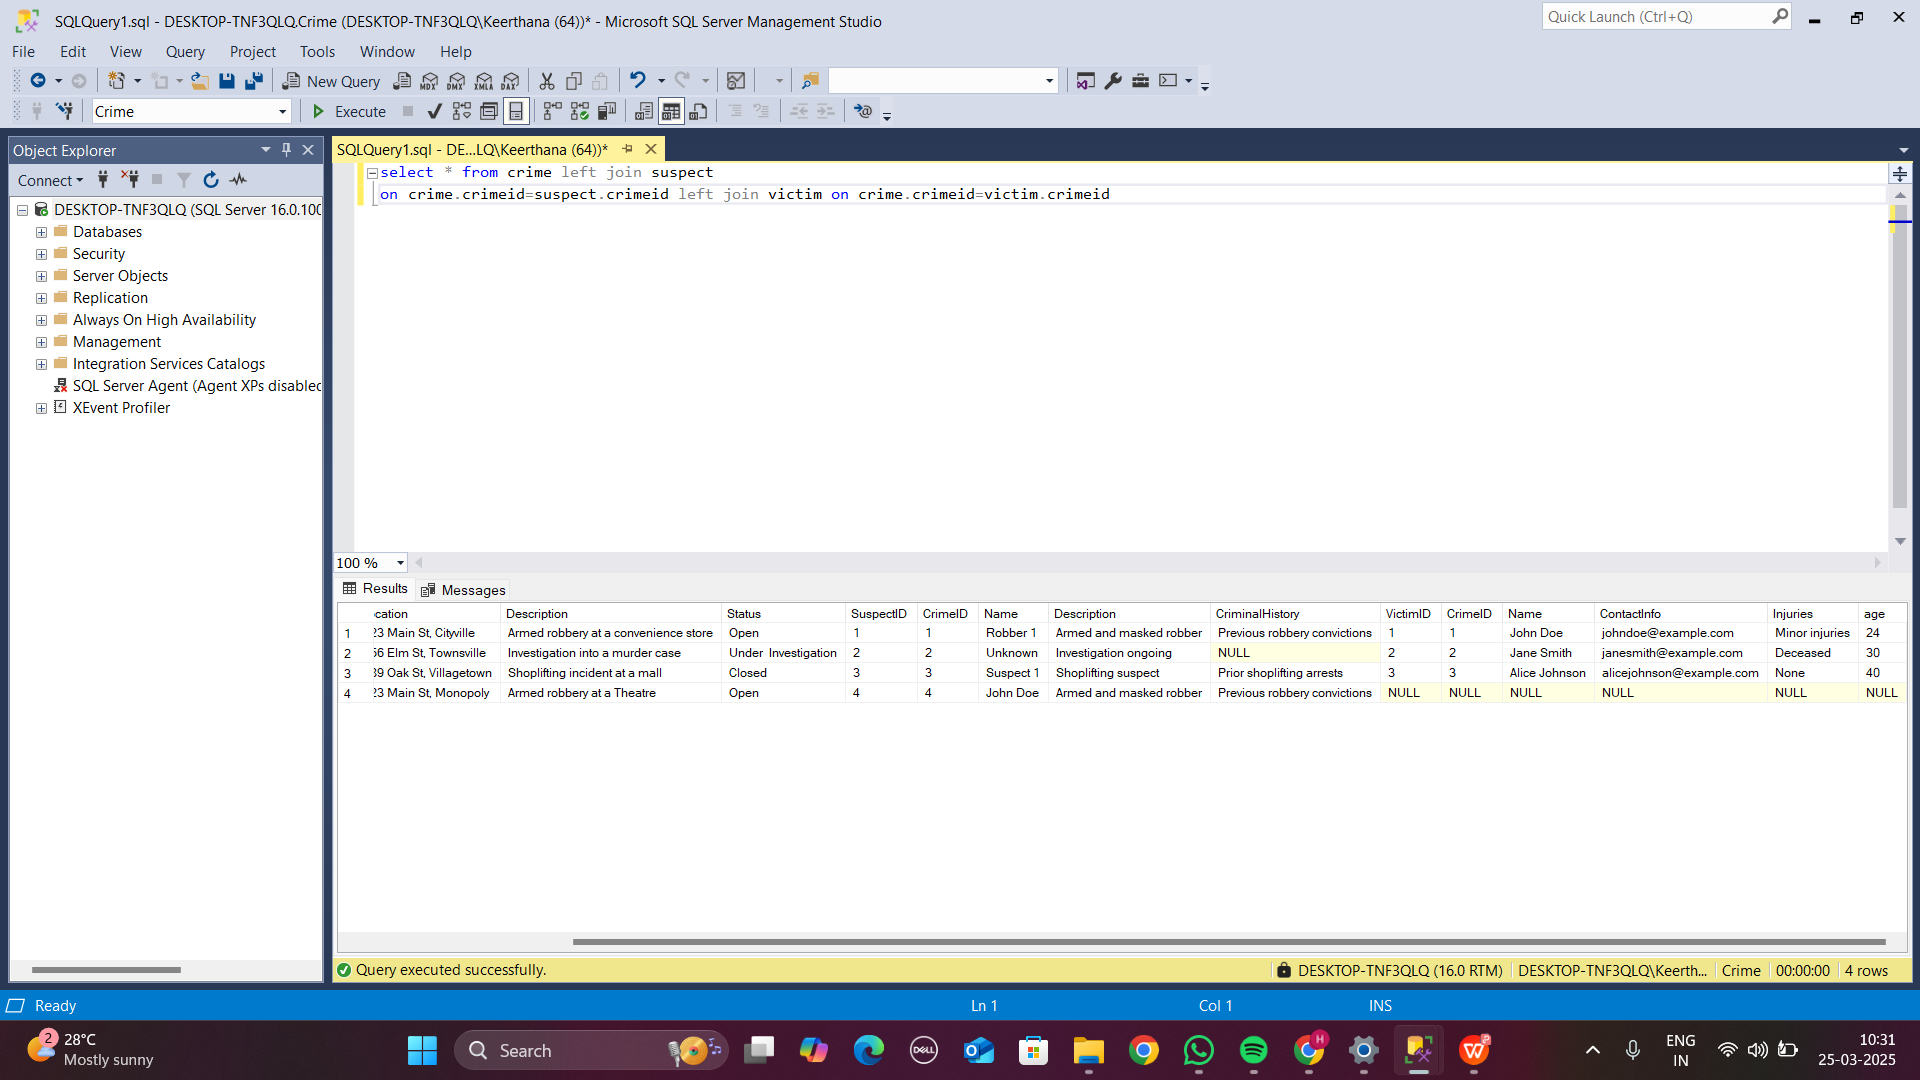 SQLQuery1.sql - DESKTOP-TNF3QLQ.Crime (DESKTOP-TNF3QLQ\Keerthana (64))* - Microsoft SQL Server Management Studio
Quick Launch (Ctrl+Q)
File Edit View Query Project Tools Window Help
New Query MDX DMX XMLA DAX
Crime Execute
Object Explorer
Connect
DESKTOP-TNF3QLQ (SQL Server 16.0.100
Databases
Security
Server Objects
Replication
Always On High Availability
Management
Integration Services Catalogs
SQL Server Agent (Agent XPs disabled
XEvent Profiler
SQLQuery1.sql - DE...LQ\Keerthana (64))*
select * from crime left join suspect
on crime.crimeid=suspect.crimeid left join victim on crime.crimeid=victim.crimeid
100 %
Results Messages
cation Description Status SuspectID CrimeID Name Description CriminalHistory VictimID CrimeID Name ContactInfo Injuries age
1 23 Main St, Cityville Armed robbery at a convenience store Open 1 1 Robber 1 Armed and masked robber Previous robbery convictions 1 1 John Doe johndoe@example.com Minor injuries 24
2 56 Elm St, Townsville Investigation into a murder case Under Investigation 2 2 Unknown Investigation ongoing NULL 2 2 Jane Smith janesmith@example.com Deceased 30
3 39 Oak St, Villagetown Shoplifting incident at a mall Closed 3 3 Suspect 1 Shoplifting suspect Prior shoplifting arrests 3 3 Alice Johnson alicejohnson@example.com None 40
4 23 Main St, Monopoly Armed robbery at a Theatre Open 4 4 John Doe Armed and masked robber Previous robbery convictions NULL NULL NULL NULL NULL NULL
Query executed successfully. DESKTOP-TNF3QLQ (16.0 RTM) DESKTOP-TNF3QLQ\Keerth... Crime 00:00:00 4 rows
Ready Ln 1 Col 1 INS
2 28°C
Mostly sunny
Search
DELL
H
ENG
IN
10:31
25-03-2025